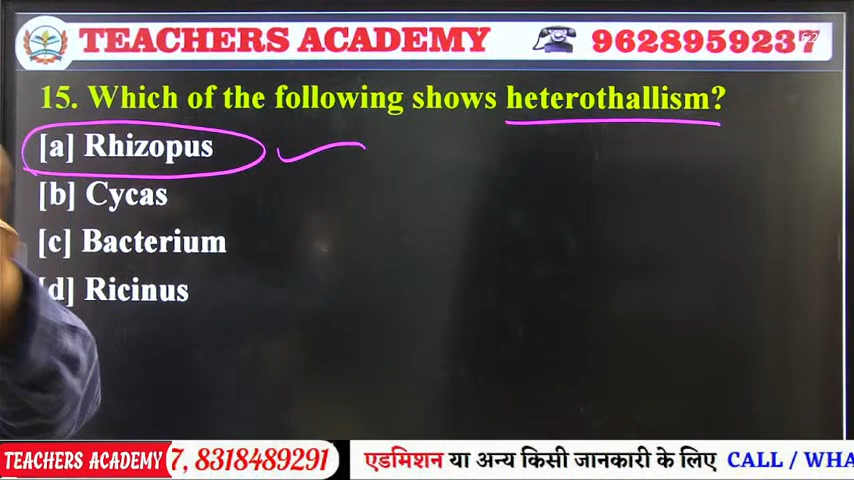 TEACHERS ACADEMY 9628959237
15. Which of the following shows heterothallism?
[a] Rhizopus
[b] Cycas
[c] Bacterium
[d] Ricinus
TEACHERS ACADEMY 7, 8318489291 एडमिशन या अन्य किसी जानकारी के लिए CALL / WHA